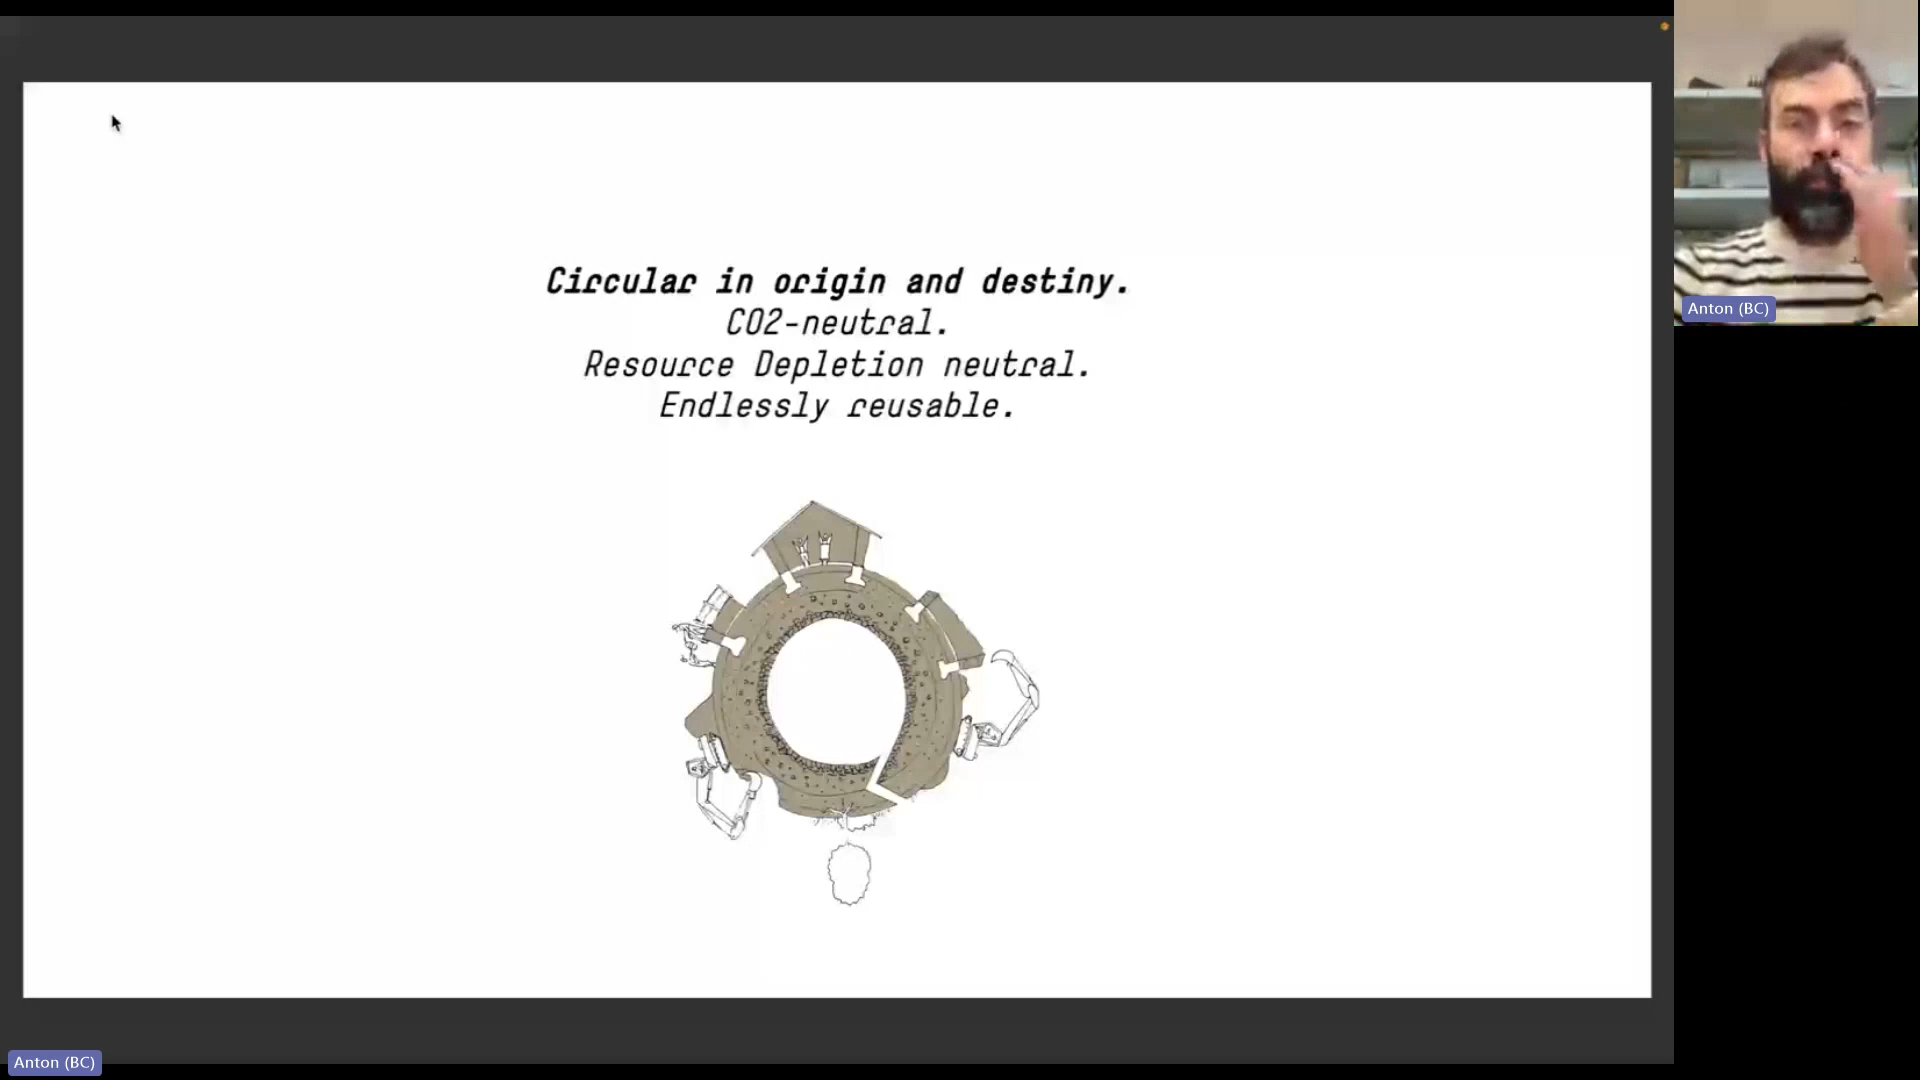 Circular in origin and destiny.
CO2-neutral.
Resource Depletion neutral.
Endlessly reusable.
Anton (BC)
Anton (BC)